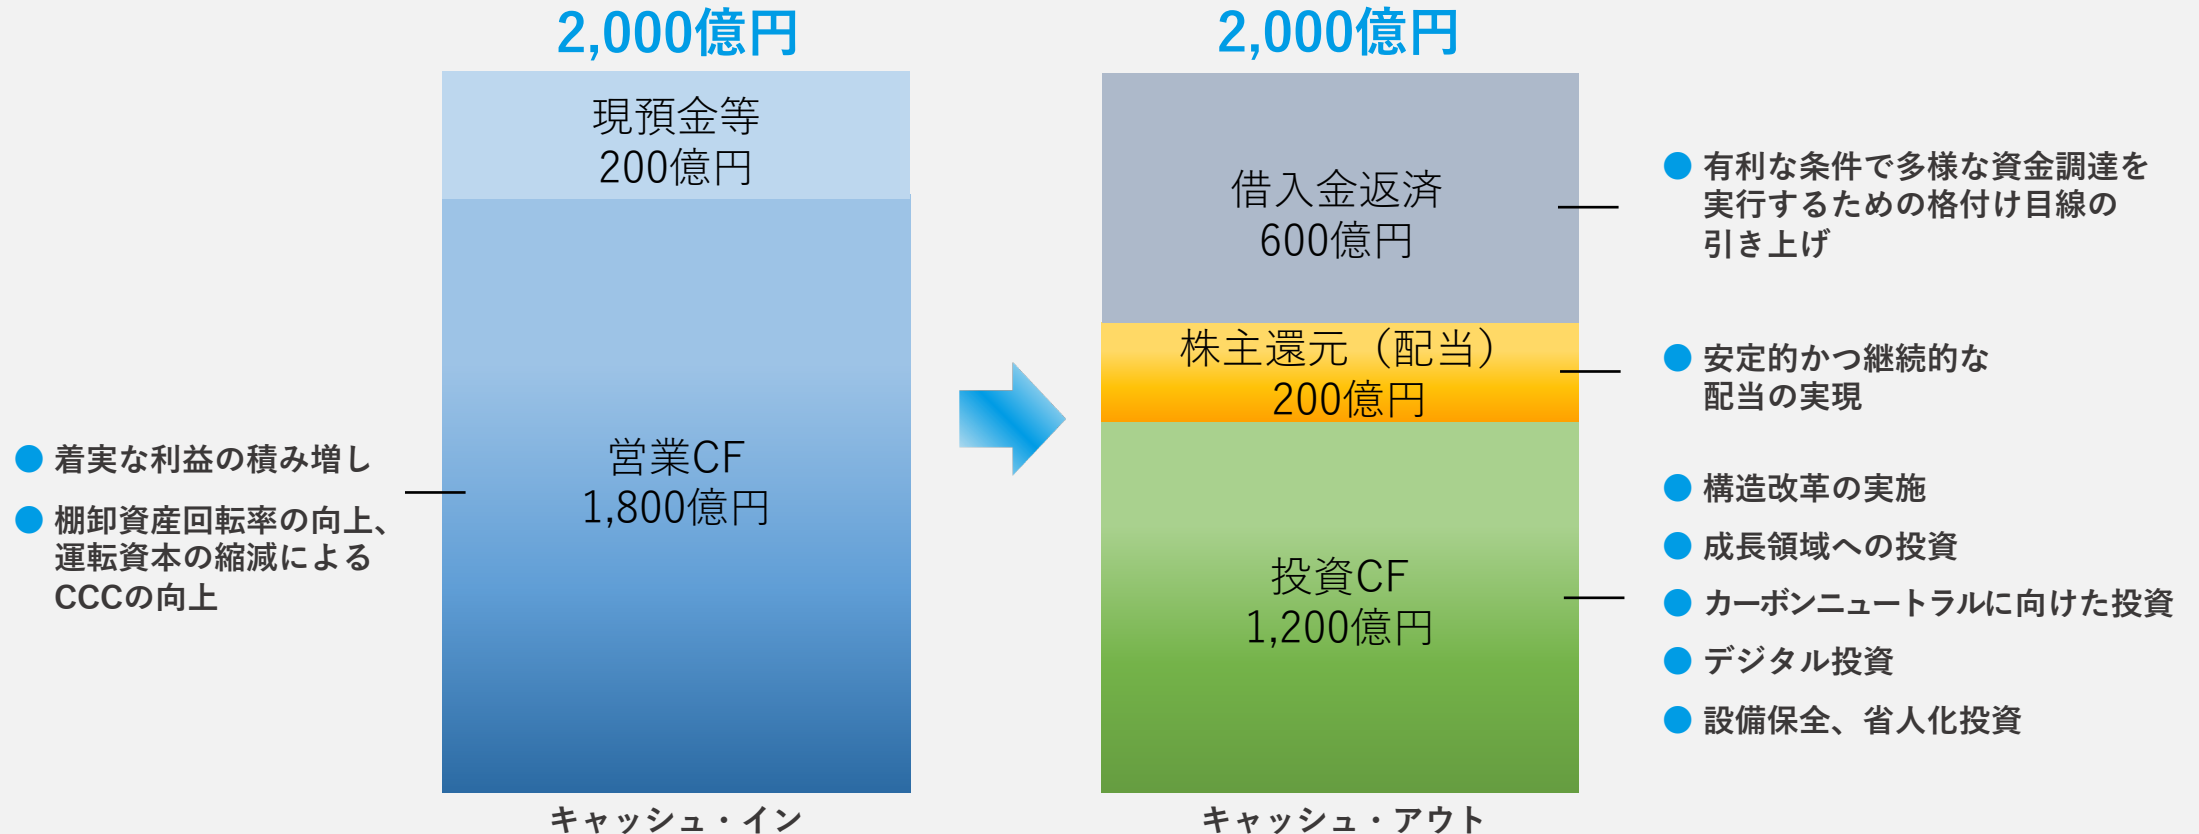 2,000億円
現預金等
200億円
営業CF
1,800億円
● 着実な利益の積み増し
● 棚卸資産回転率の向上、
運転資本の縮減による
CCCの向上
キャッシュ・イン
2,000億円
借入金返済
600億円
株主還元（配当）
200億円
投資CF
1,200億円
キャッシュ・アウト
● 有利な条件で多様な資金調達を
実行するための格付け目線の
引き上げ
● 安定的かつ継続的な
配当の実現
● 構造改革の実施
● 成長領域への投資
● カーボンニュートラルに向けた投資
● デジタル投資
● 設備保全、省人化投資